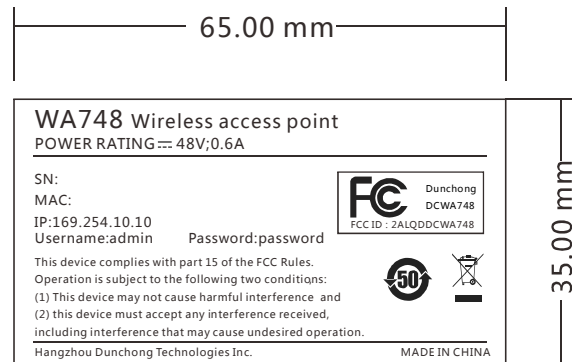 65.00 mm
WA748 Wireless access point
POWER RATING⎓ 48V;0.6A
SN:
MAC:
IP:169.254.10.10
Username:admin Password:password
FC Dunchong
DCWA748
FCC ID : 2ALQDDCWA748
This device complies with part 15 of the FCC Rules.
Operation is subject to the following two conditions:
(1) This device may not cause harmful interference and
(2) this device must accept any interference received,
including interference that may cause undesired operation.
50
Hangzhou Dunchong Technologies Inc. MADE IN CHINA
35.00 mm